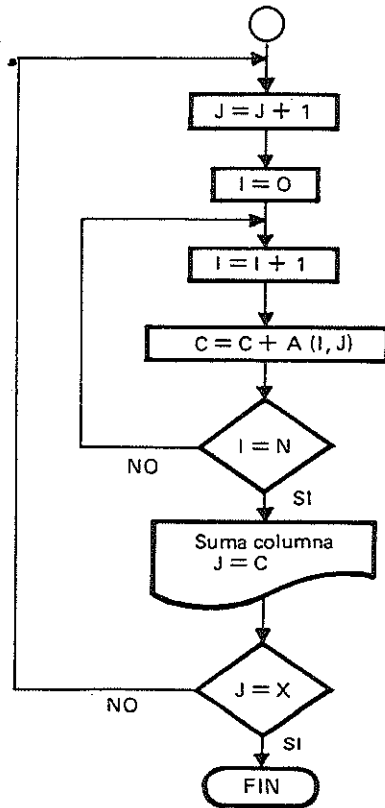 J = J + 1
I = O
I = I + 1
C = C + A (I, J)
I = N
NO
SI
Suma columna
J = C
J = X
NO
SI
FIN